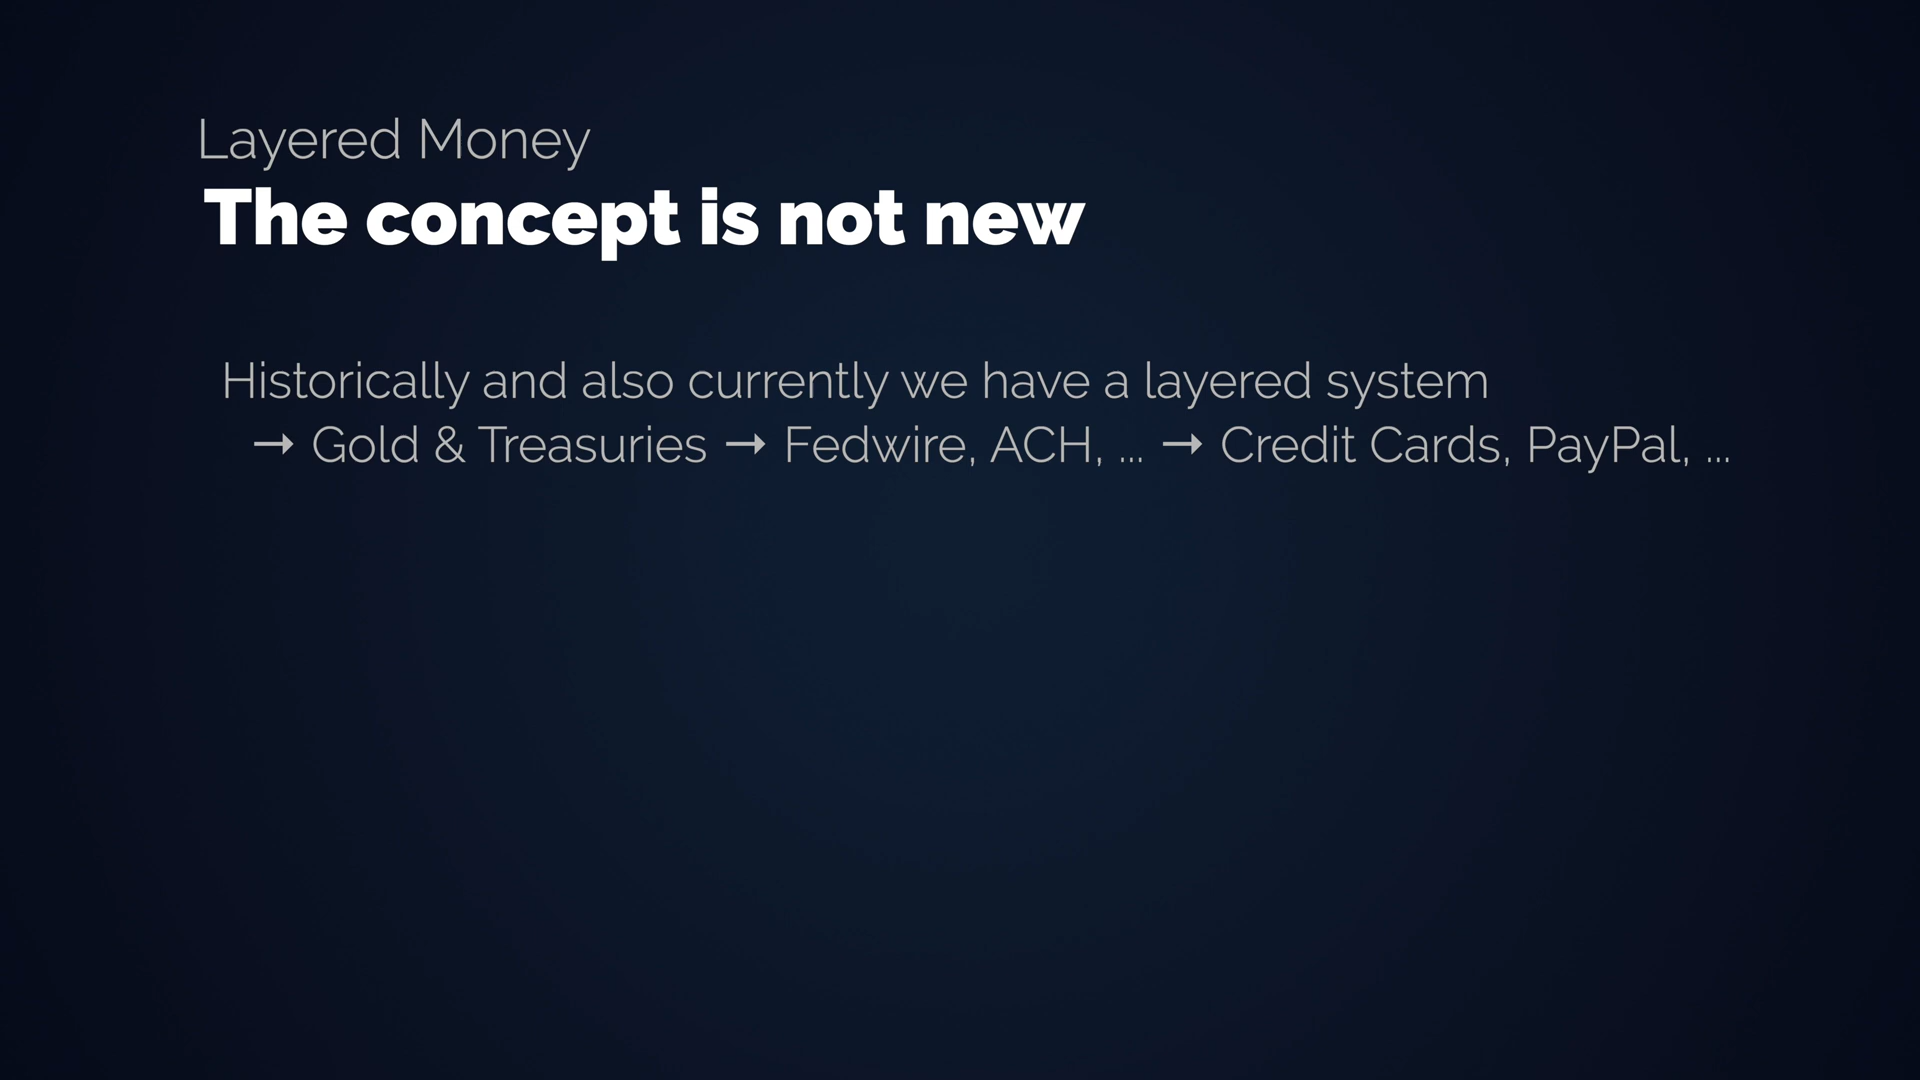 Layered Money
The concept is not new
Historically and also currently we have a layered system
→ Gold & Treasuries → Fedwire, ACH, ... → Credit Cards, PayPal, ...